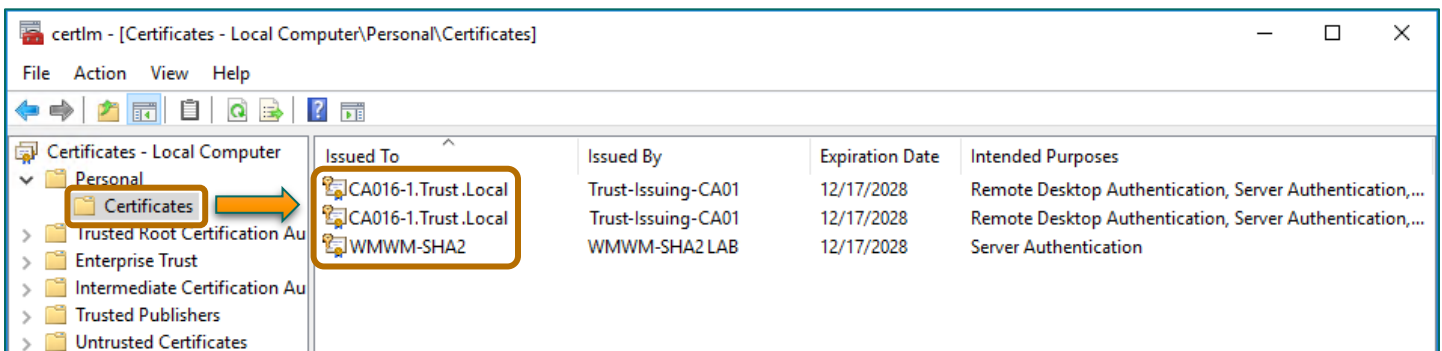 certlm - [Certificates - Local Computer\Personal\Certificates]
File Action View Help
Certificates - Local Computer
Personal
Certificates
Trusted Root Certification Au
Enterprise Trust
Intermediate Certification Au
Trusted Publishers
Untrusted Certificates
Issued To Issued By Expiration Date Intended Purposes
CA016-1.Trust .Local Trust-Issuing-CA01 12/17/2028 Remote Desktop Authentication, Server Authentication,...
CA016-1.Trust .Local Trust-Issuing-CA01 12/17/2028 Remote Desktop Authentication, Server Authentication,...
WMWM-SHA2 WMWM-SHA2 LAB 12/17/2028 Server Authentication